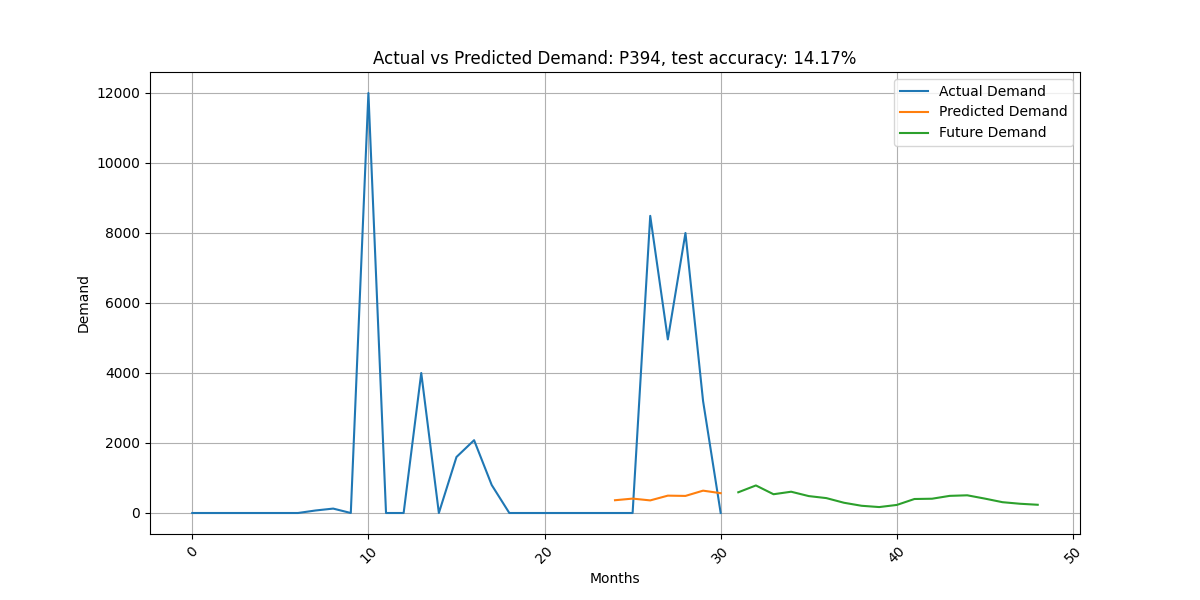 Actual vs Predicted Demand: P394, test accuracy: 14.17%
Actual Demand
Predicted Demand
Future Demand
12000
10000
8000
6000
4000
2000
0
Demand
0
10
20
30
40
50
Months